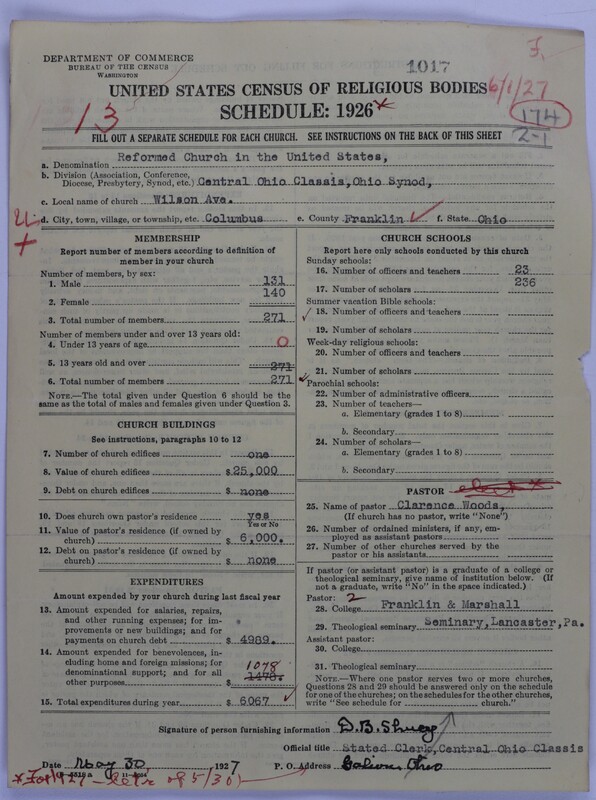 DEPARTMENT OF COMMERCE
BUREAU OF THE CENSUS
WASHINGTON
1017
UNITED STATES CENSUS OF RELIGIOUS BODIES
6/1/27
13
SCHEDULE: 1926*
174
2-1
FILL OUT A SEPARATE SCHEDULE FOR EACH CHURCH. SEE INSTRUCTIONS ON THE BACK OF THIS SHEET
a. Denomination Reformed Church in the United States,
b. Division (Association, Conference,
Diocese, Presbytery, Synod, etc.) Central Ohio Classis, Ohio Synod,
c. Local name of church Wilson Ave.
d. City, town, village, or township, etc. Columbus e. County Franklin f. State Ohio
MEMBERSHIP
Report number of members according to definition of
member in your church
Number of members, by sex:
1. Male 131
2. Female 140
3. Total number of members 271
Number of members under and over 13 years old:
4. Under 13 years of age 0
5. 13 years old and over 271
6. Total number of members 271
NOTE.—The total given under Question 6 should be
same as the total of males and females given under Question 3.
CHURCH BUILDINGS
See instructions, paragraphs 10 to 12
7. Number of church edifices one
8. Value of church edifices $25,000
9. Debt on church edifices $ none
10. Does church own pastor's residence yes
Yes or No
11. Value of pastor's residence (if owned by
church) $ 6,000.
12. Debt on pastor's residence (if owned by
church) $ none
EXPENDITURES
Amount expended by your church during last fiscal year
13. Amount expended for salaries, repairs,
and other running expenses; for im-
provements or new buildings; and for
payments on church debt $ 4989.
14. Amount expended for benevolences, in-
cluding home and foreign missions; for
denominational support; and for all
other purposes $ 1478. 1078
15. Total expenditures during year $ 6067
CHURCH SCHOOLS
Report here only schools conducted by this church
Sunday schools:
16. Number of officers and teachers 23
17. Number of scholars 236
Summer vacation Bible schools:
18. Number of officers and teachers
19. Number of scholars
Week-day religious schools:
20. Number of officers and teachers
21. Number of scholars
Parochial schools:
22. Number of administrative officers
23. Number of teachers—
a. Elementary (grades 1 to 8)
b. Secondary
24. Number of scholars—
a. Elementary (grades 1 to 8)
b. Secondary
PASTOR
25. Name of pastor Clarence Woods,
(If church has no pastor, write "None")
26. Number of ordained ministers, if any, em-
ployed as assistant pastors
27. Number of other churches served by the
pastor or his assistants
If pastor (or assistant pastor) is a graduate of a college or
theological seminary, give name of institution below. (If
not a graduate, write "No" in the space indicated.)
Pastor: 2
28. College Franklin & Marshall
29. Theological seminary Seminary, Lancaster, Pa.
Assistant pastor:
30. College
31. Theological seminary
NOTE.—Where one pastor serves two or more churches,
Questions 28 and 29 should be answered only on the schedule
for one of the churches; on the schedules for the other churches,
write "See schedule for church."
Signature of person furnishing information D.B. Shuey
Official title Stated Clerk, Central Ohio Classis
Date May 30, 1927 P. O. Address Galion, Ohio